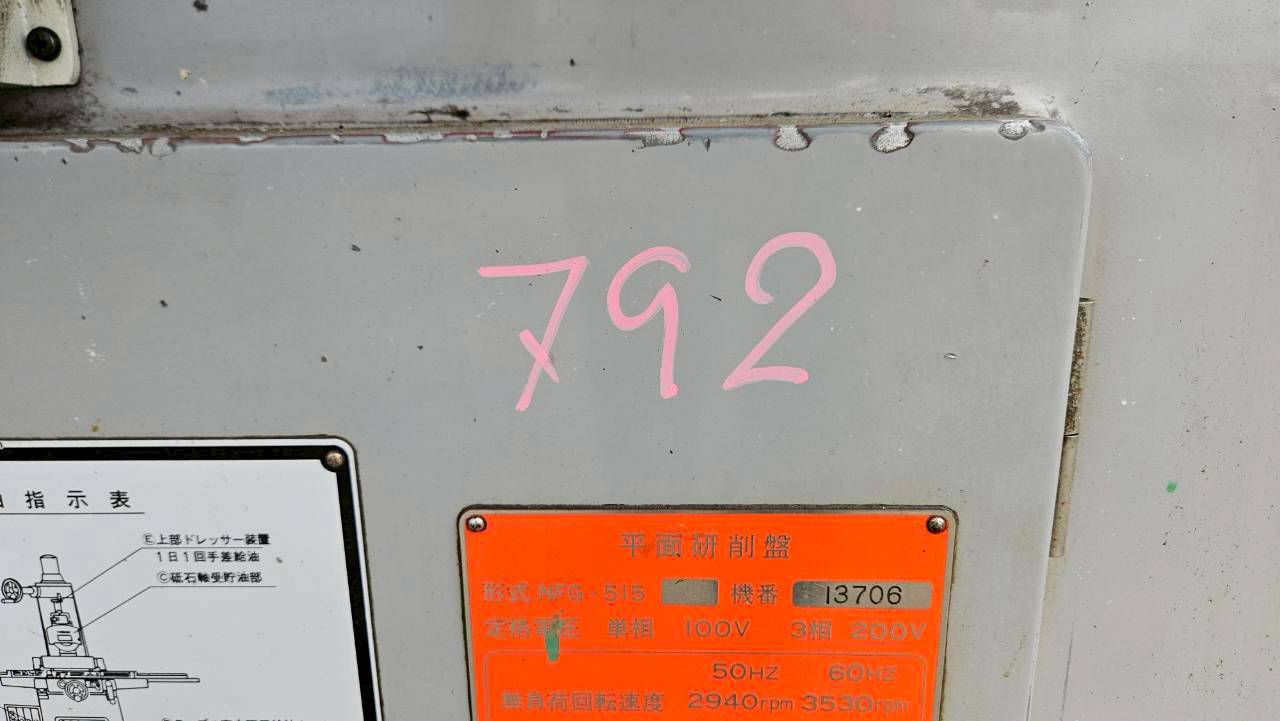 792
指示表
Ⓔ上部ドレッサー装置
1日1回手差給油
Ⓒ砥石軸受貯油部
平面研削盤
形式 NFG-515 機番 13706
定格電圧 単相 100V 3相 200V
50HZ 60HZ
無負荷回転速度 2940rpm 3530rpm